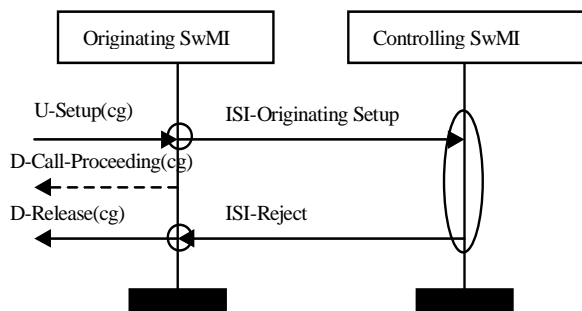 Originating SwMI
Controlling SwMI
U-Setup(cg)
ISI-Originating Setup
D-Call-Proceeding(cg)
D-Release(cg)
ISI-Reject